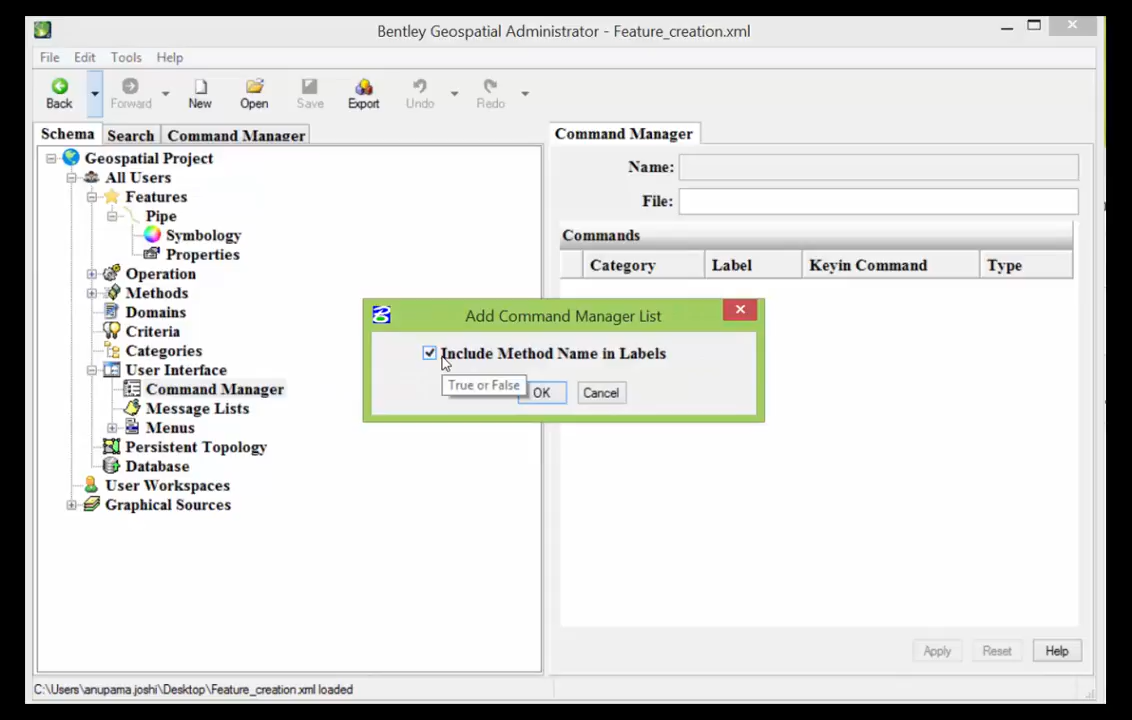 Bentley Geospatial Administrator - Feature_creation.xml
File Edit Tools Help
Back Forward New Open Save Export Undo Redo
Schema Search Command Manager
Command Manager
Geospatial Project
All Users
Features
Pipe
Symbology
Properties
Operation
Methods
Domains
Criteria
Categories
User Interface
Command Manager
Message Lists
Menus
Persistent Topology
Database
User Workspaces
Graphical Sources
Name:
File:
Commands
Category Label Keyin Command Type
Add Command Manager List
Include Method Name in Labels
True or False
OK Cancel
Apply Reset Help
C:\Users\anupama.joshi\Desktop\Feature_creation.xml loaded